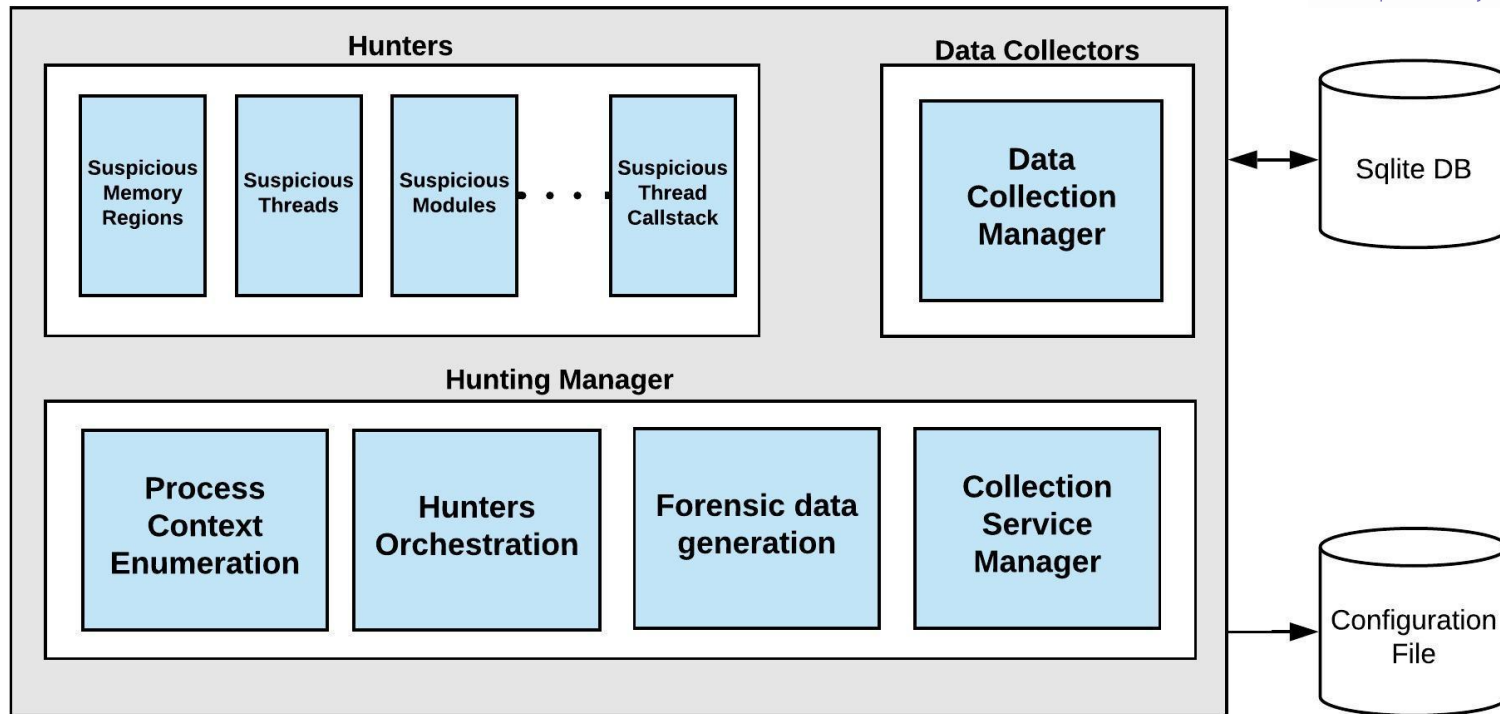 Hunters
Suspicious
Memory
Regions
Suspicious
Threads
Suspicious
Modules
Suspicious
Thread
Callstack
Data Collectors
Data
Collection
Manager
Sqlite DB
Hunting Manager
Process
Context
Enumeration
Hunters
Orchestration
Forensic data
generation
Collection
Service
Manager
Configuration
File